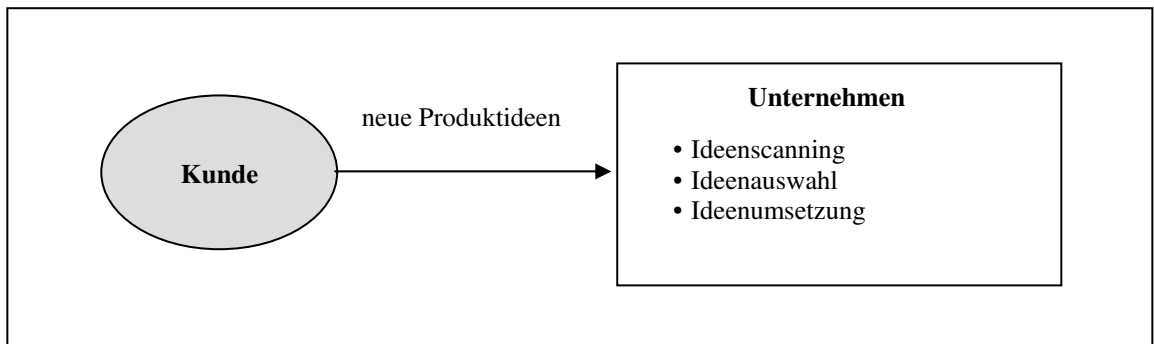 neue Produktideen
Kunde
Unternehmen
• Ideenscanning
• Ideenauswahl
• Ideenumsetzung